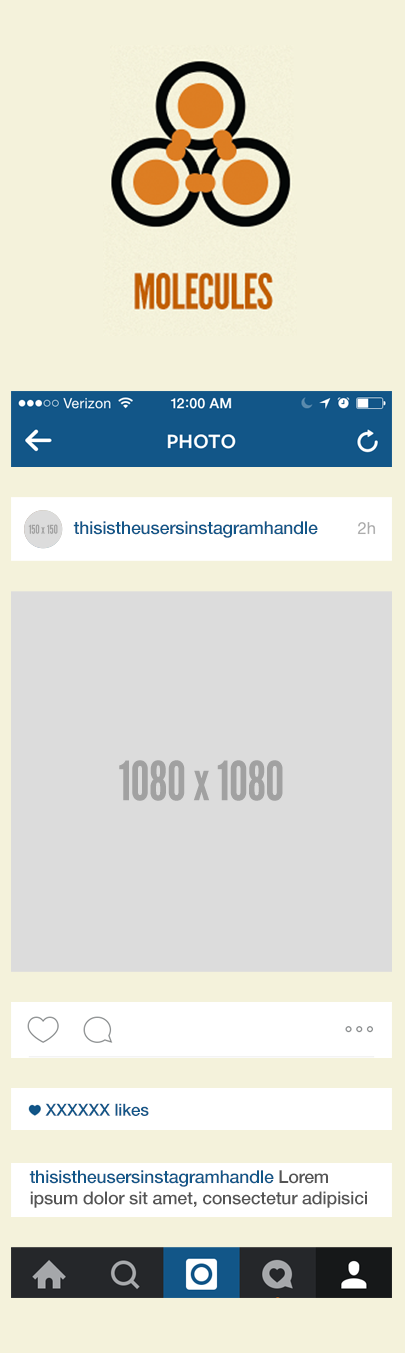 MOLECULES
Verizon 12:00 AM
PHOTO
150 x 150 thisistheusersinstagramhandle 2h
1080 x 1080
XXXXXX likes
thisistheusersinstagramhandle Lorem
ipsum dolor sit amet, consectetur adipisici